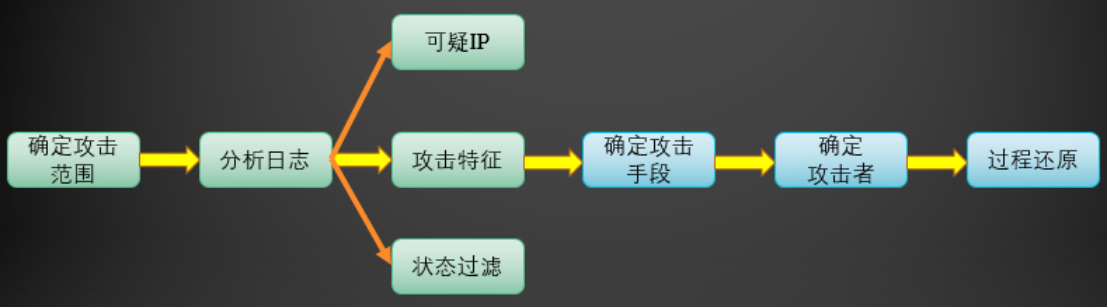 可疑IP
确定攻击
范围
分析日志
攻击特征
确定攻击
手段
确定
攻击者
过程还原
状态过滤